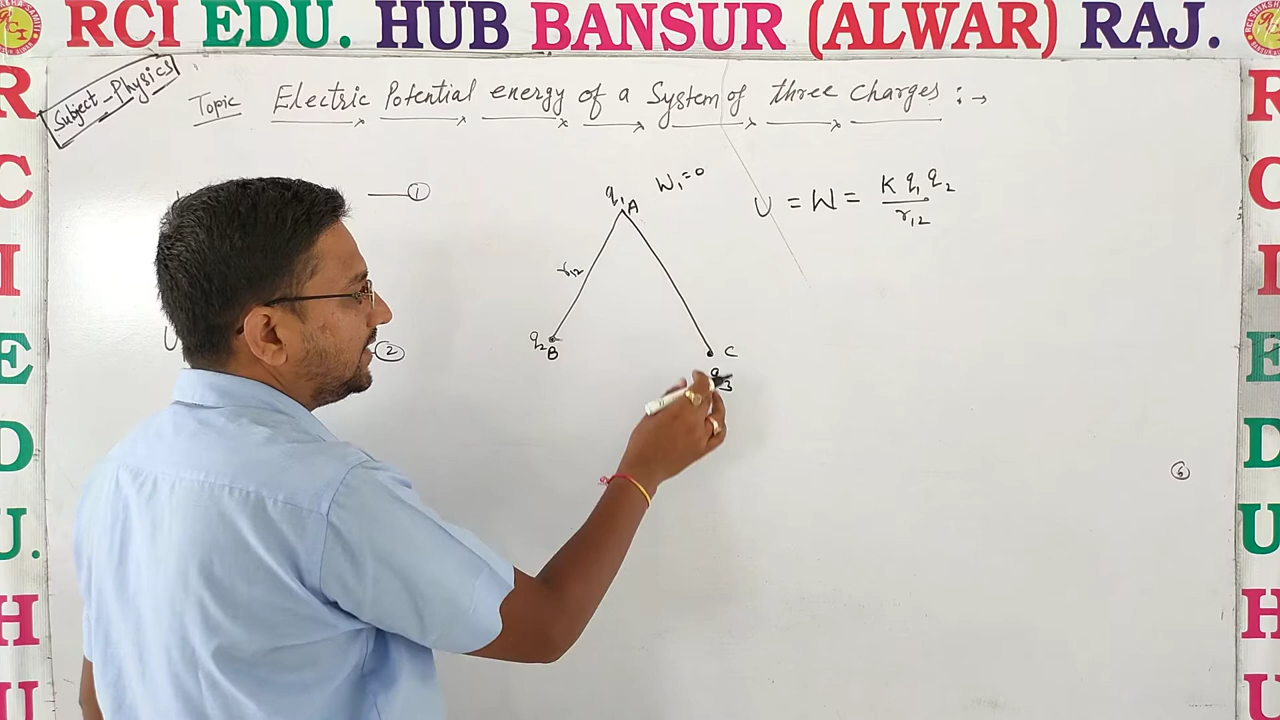 RCI EDU. HUB BANSUR (ALWAR) RAJ.
R C I E D U. H U
R C I E D U H U
Subject - Physics
Topic Electric Potential energy of a System of three charges :→
①
②
q1 A W1=0
r12
q2 B
C
q3
U = W = K q1 q2 / r12